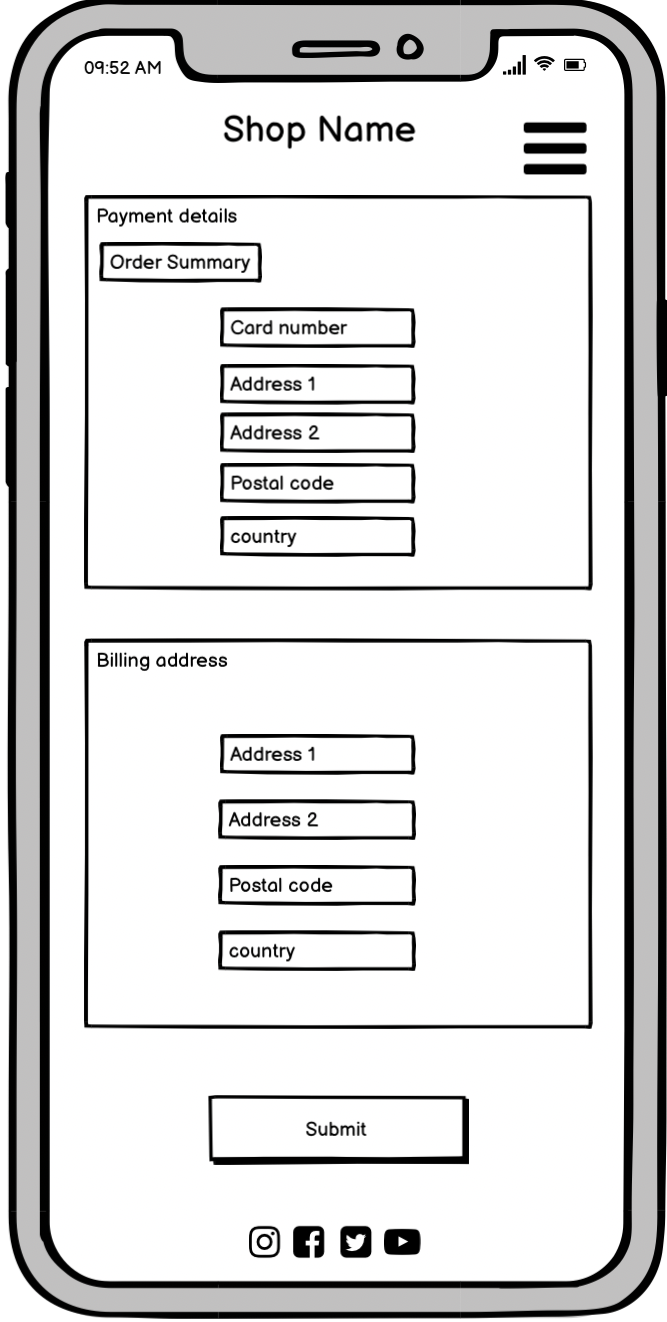 09:52 AM
Shop Name
Payment details
Order Summary
Card number
Address 1
Address 2
Postal code
country
Billing address
Address 1
Address 2
Postal code
country
Submit